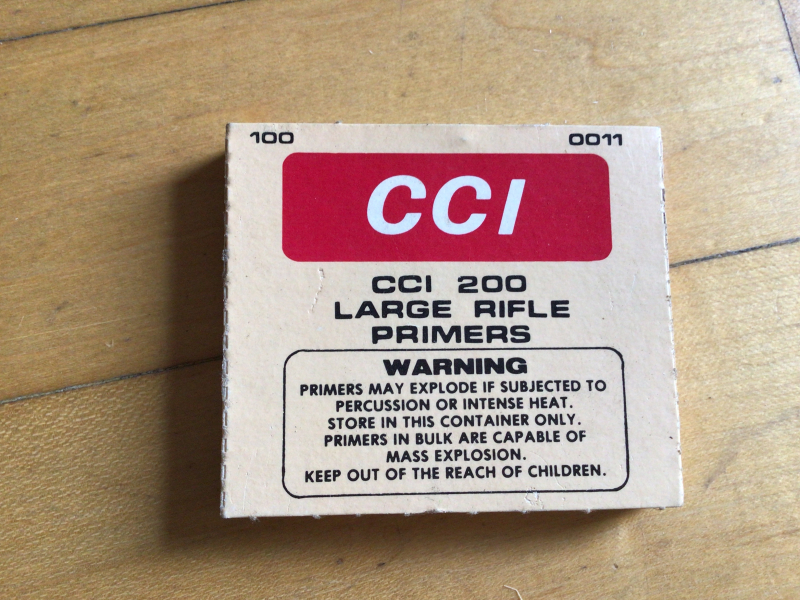 100 0011
CCI
CCI 200
LARGE RIFLE
PRIMERS
WARNING
PRIMERS MAY EXPLODE IF SUBJECTED TO
PERCUSSION OR INTENSE HEAT.
STORE IN THIS CONTAINER ONLY.
PRIMERS IN BULK ARE CAPABLE OF
MASS EXPLOSION.
KEEP OUT OF THE REACH OF CHILDREN.